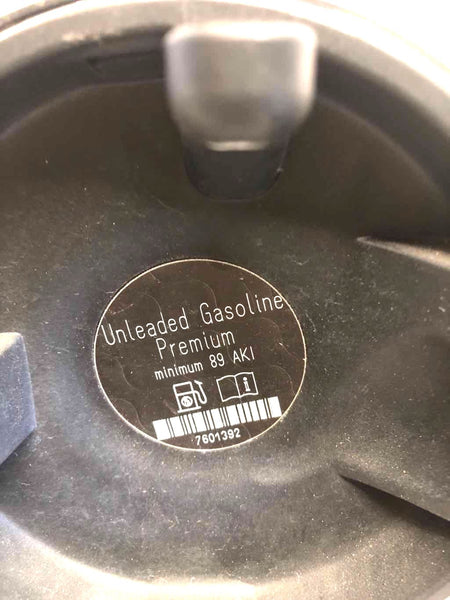 Unleaded Gasoline
Premium
minimum 89 AKI
7601392